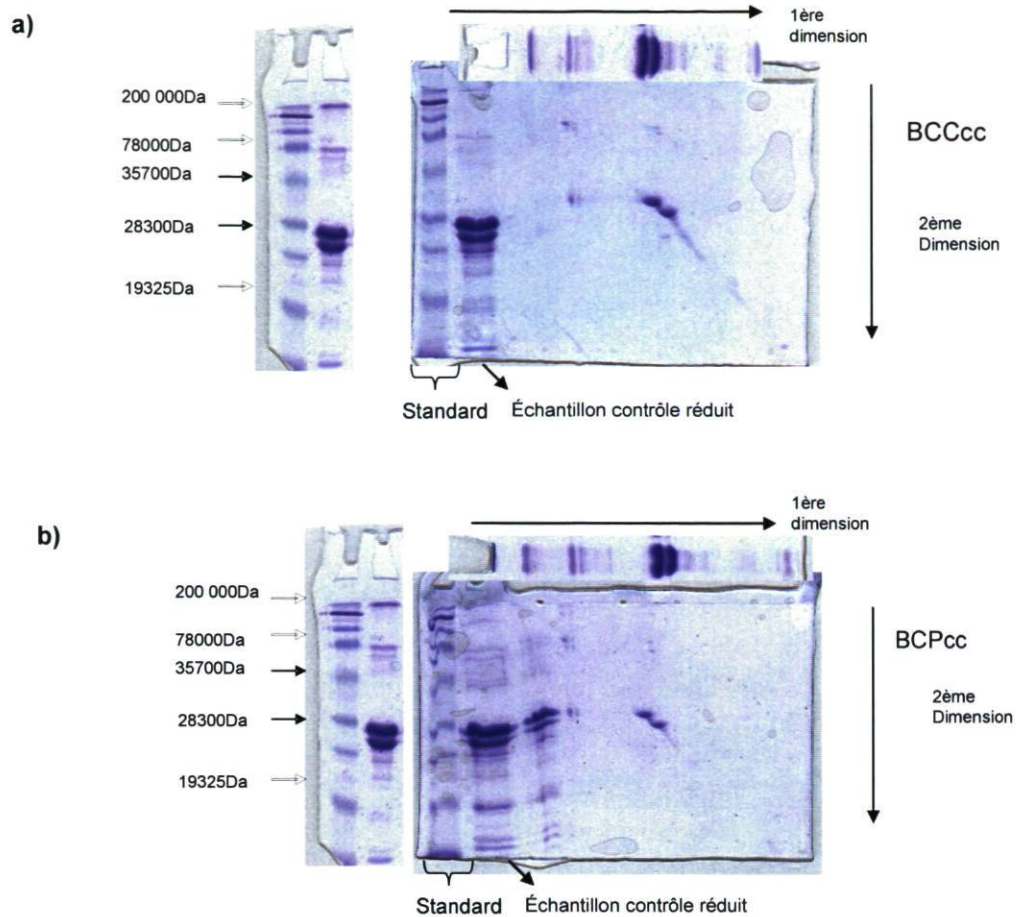 a)
1ère
dimension
200 000Da
78000Da
35700Da
28300Da
19325Da
BCCcc
2ème
Dimension
Standard
Échantillon contrôle réduit
b)
1ère
dimension
200 000Da
78000Da
35700Da
28300Da
19325Da
BCPcc
2ème
Dimension
Standard
Échantillon contrôle réduit